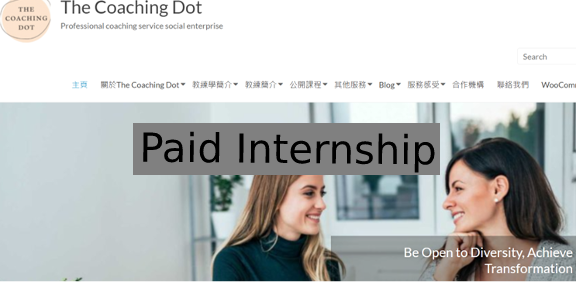 THE
COACHING
DOT
The Coaching Dot
Professional coaching service social enterprise
Search
主頁 關於The Coaching Dot 教練學簡介 教練簡介 公開課程 其他服務 Blog 服務感受 合作機構 聯絡我們
Paid Internship
Be Open to Diversity, Achieve
Transformation